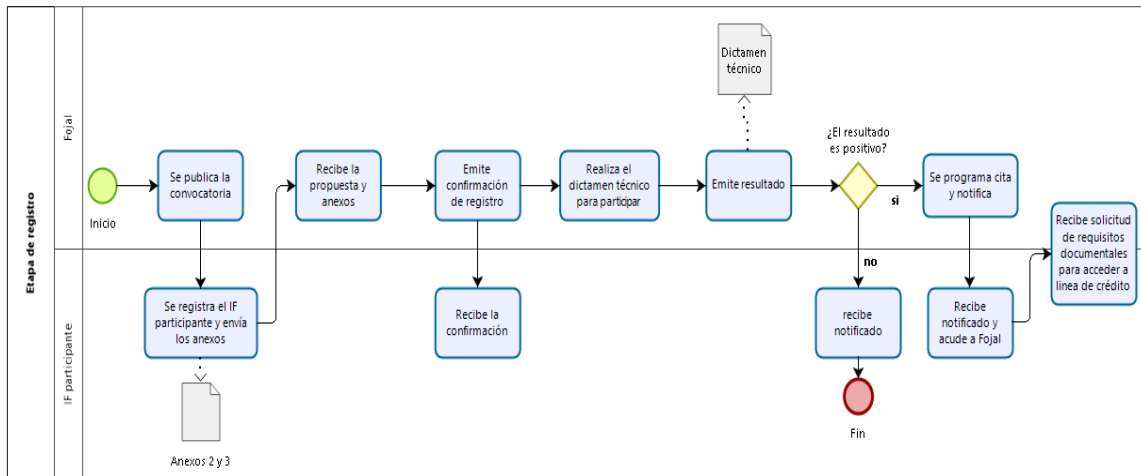 Etapa de registro
Fojal
IF participante
Inicio
Se publica la
convocatoria
Se registra el IF
participante y envía
los anexos
Anexos 2 y 3
Recibe la
propuesta y
anexos
Emite
confirmación
de registro
Recibe la
confirmación
Realiza el
dictamen técnico
para participar
Emite resultado
Dictamen
técnico
¿El resultado
es positivo?
si
no
Se programa cita
y notifica
recibe
notificado
Fin
Recibe
notificado y
acude a Fojal
Recibe solicitud
de requisitos
documentales
para acceder a
linea de crédito